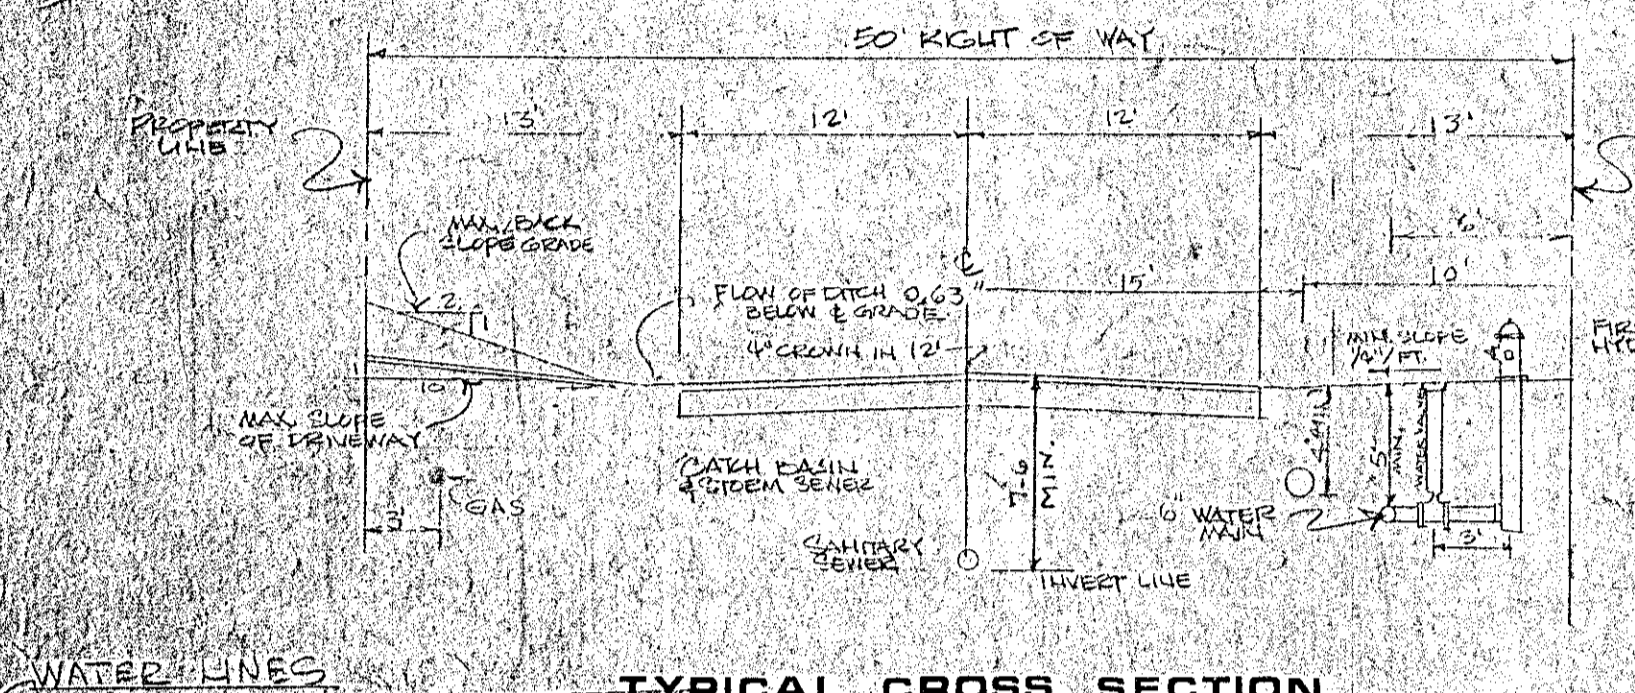 50' RIGHT OF WAY
13'
12'
12'
13'
PROPERTY
LINE
6'
MAX. BACK
SLOPE GRADE
2
1
15'
10'
FLOW OF DITCH 0.63"
BELOW ℄ GRADE
4" CROWN IN 12'
MIN. SLOPE
1/4"/FT.
FIR
HYD
1
10
MAX. SLOPE
OF DRIVEWAY
4' MIN
5'
MIN.
WATER VALVE
CATCH BASIN
& STORM SEWER
7'-6
MIN.
GAS
3'
6" WATER
MAIN
3'
SANITARY
SEWER
INVERT LINE
WATER LINES
TYPICAL CROSS SECTION